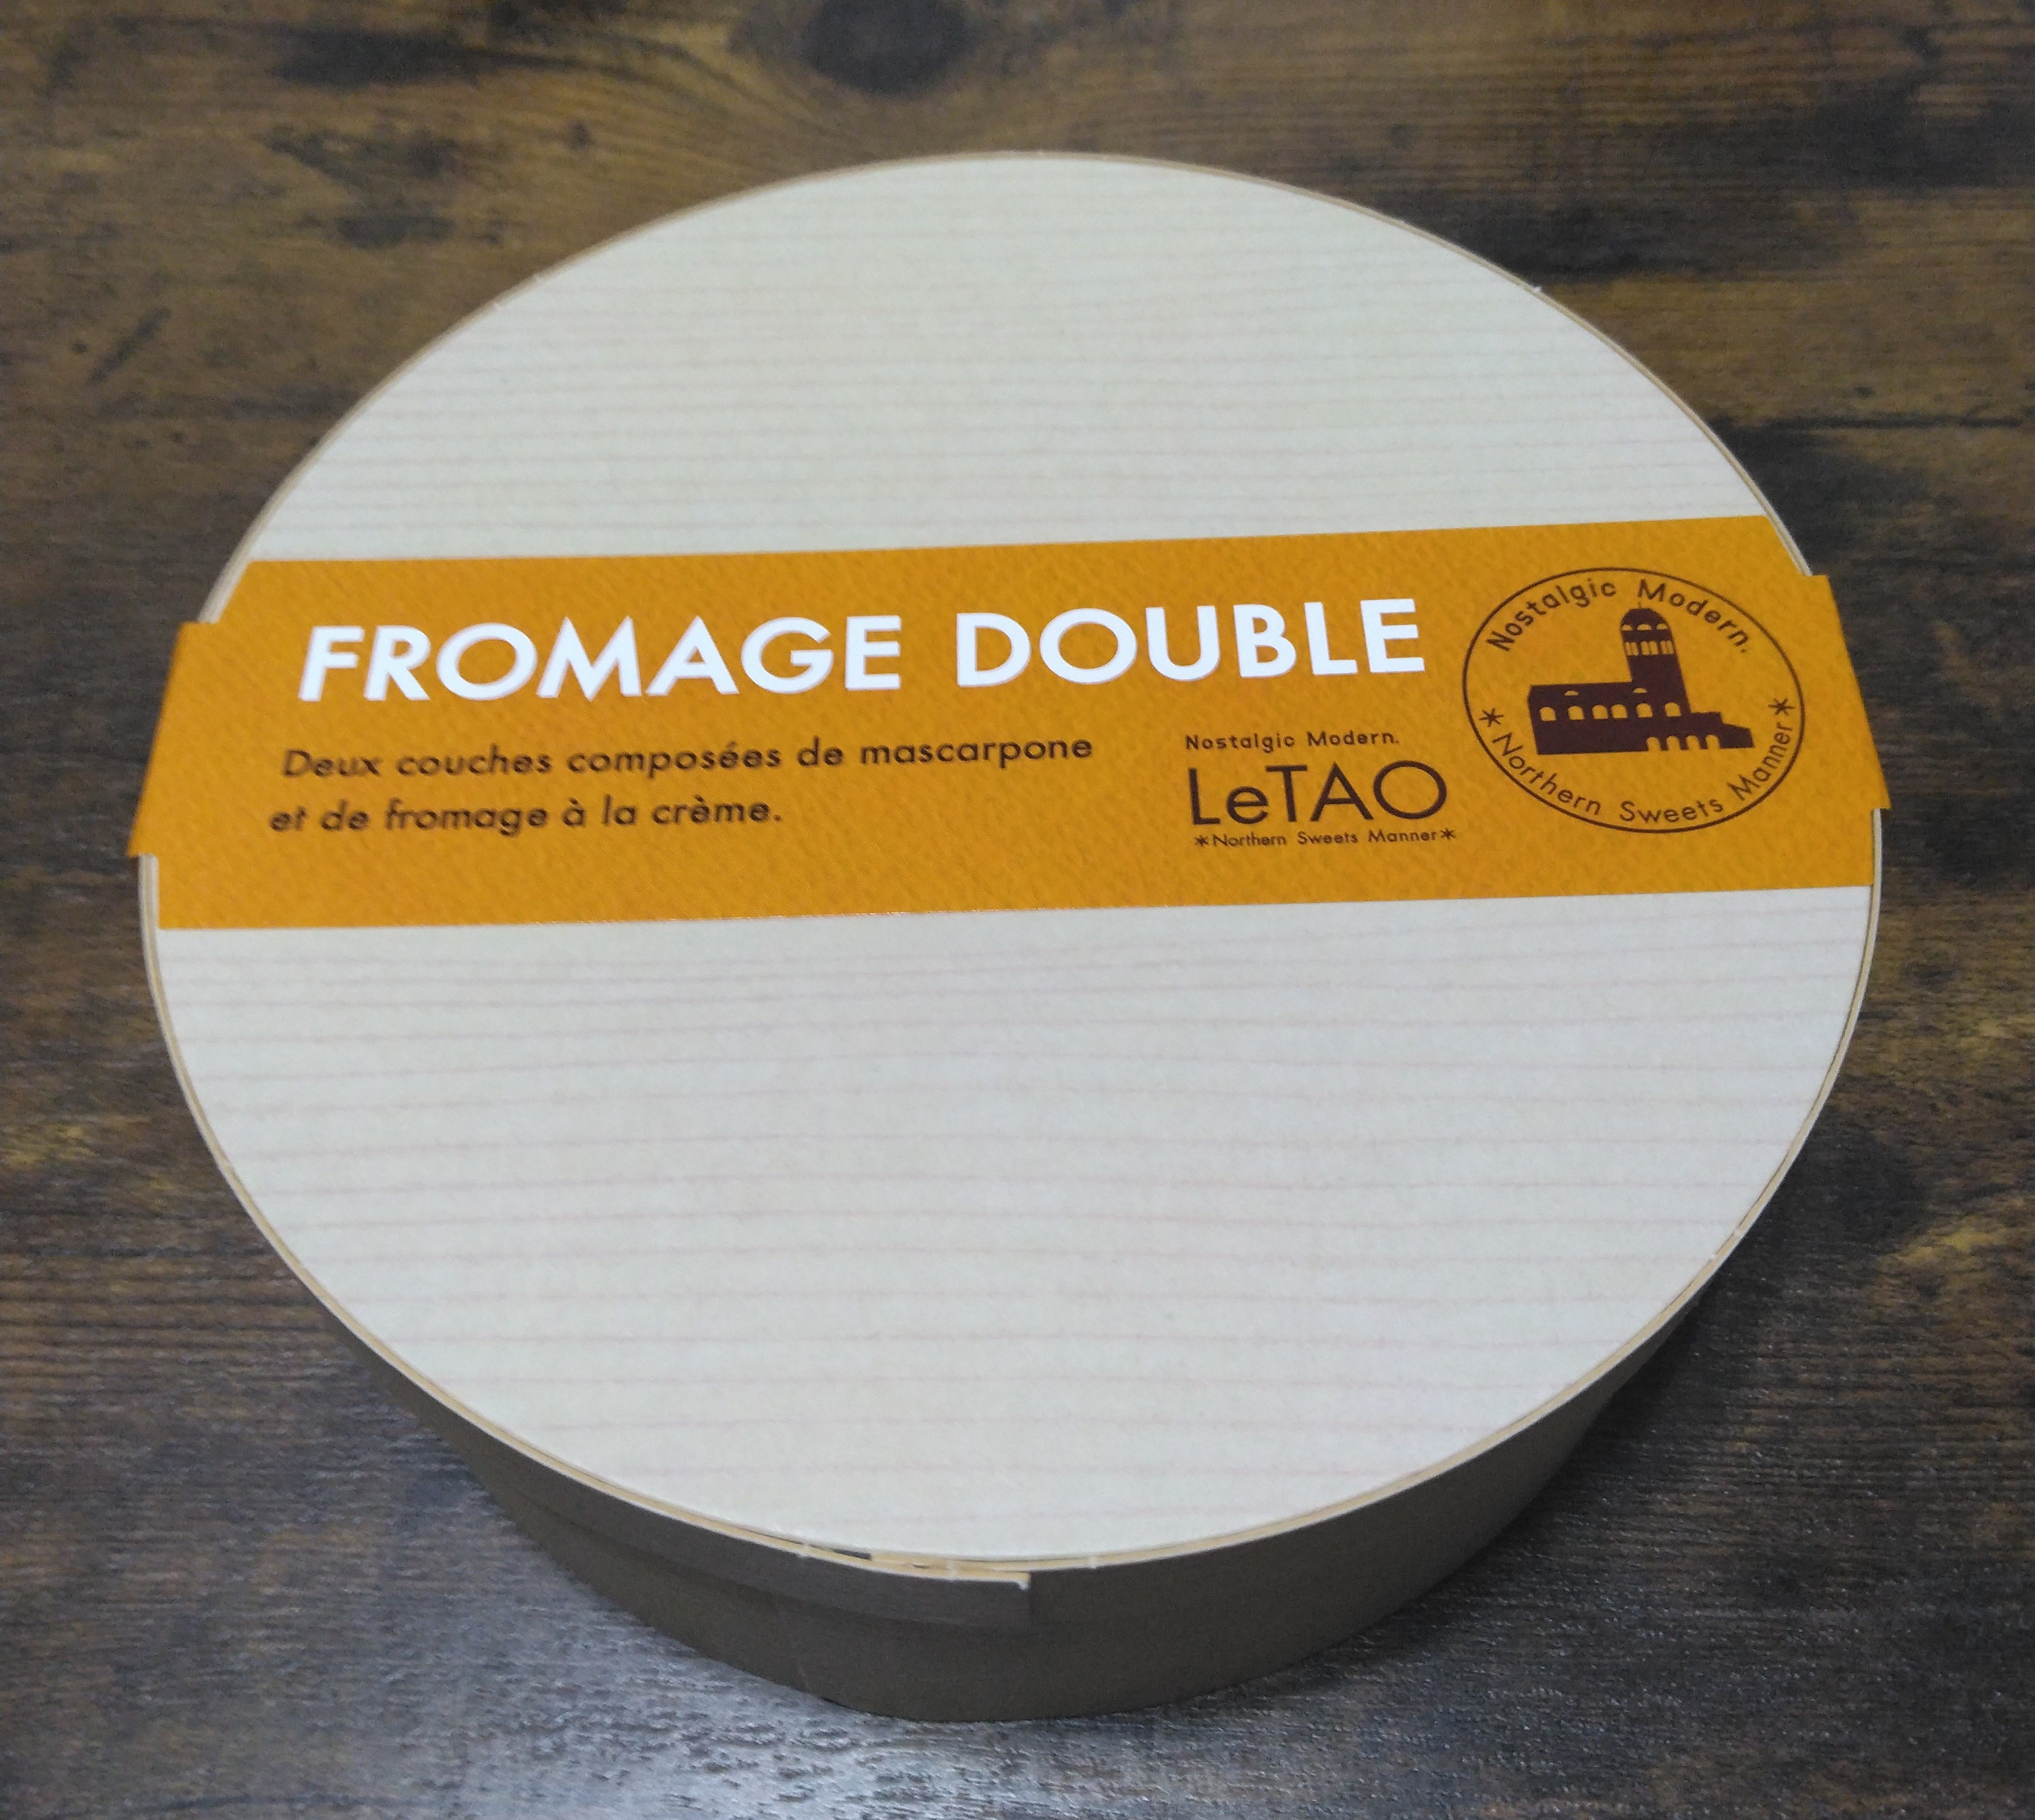 FROMAGE DOUBLE
Deux couches composées de mascarpone
et de fromage à la crème.
Nostalgic Modern.
LeTAO
*Northern Sweets Manner*
Nostalgic Modern.
*Northern Sweets Manner*